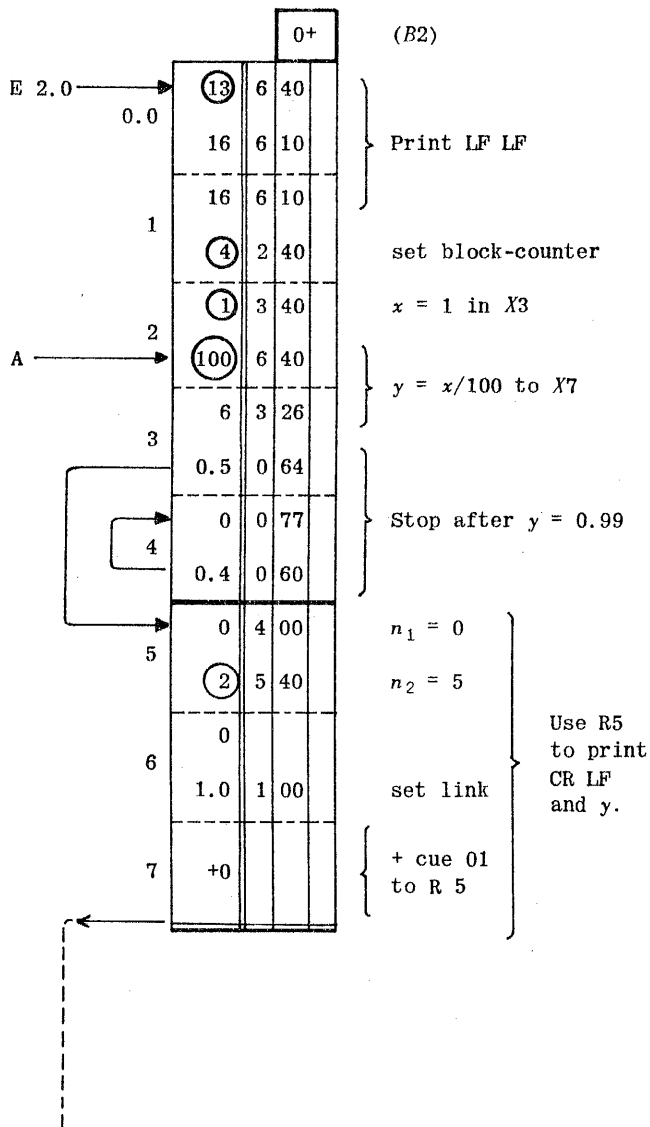 0+ (B2)
E 2.0 13 6 40
0.0
16 6 10 Print LF LF
16 6 10
1
4 2 40 set block-counter
1 3 40 x = 1 in X3
2
A 100 6 40
y = x/100 to X7
6 3 26
3
0.5 0 64
0 0 77 Stop after y = 0.99
4
0.4 0 60
0 4 00 n1 = 0
5
2 5 40 n2 = 5
Use R5
0 to print
6 CR LF
1.0 1 00 set link and y.
+ cue 01
7 +0
to R 5